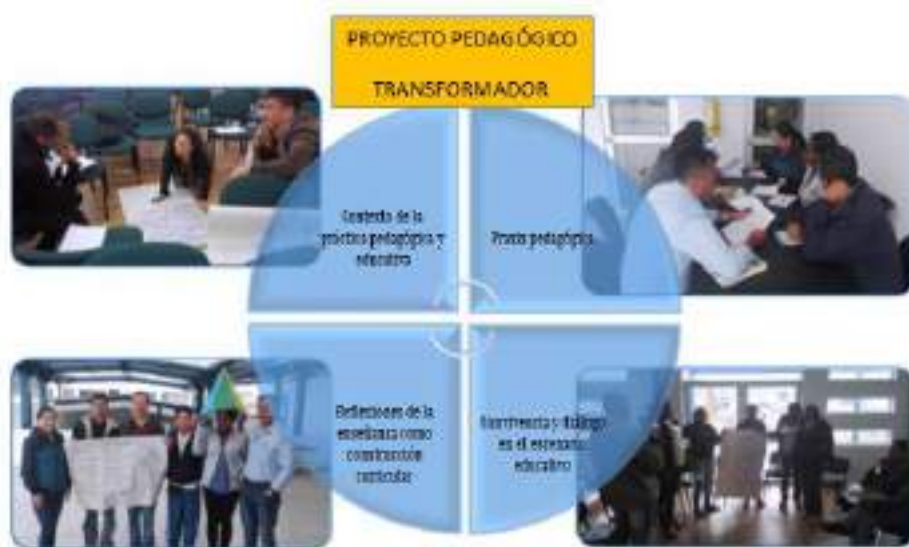 PROYECTO PEDAGÓGICO
TRANSFORMADOR
Contexto de la
práctica pedagógica y
educativa
Praxis pedagógica
Reflexiones de la
enseñanza como
construcción
curricular
Convivencia y diálogo
en el escenario
educativo